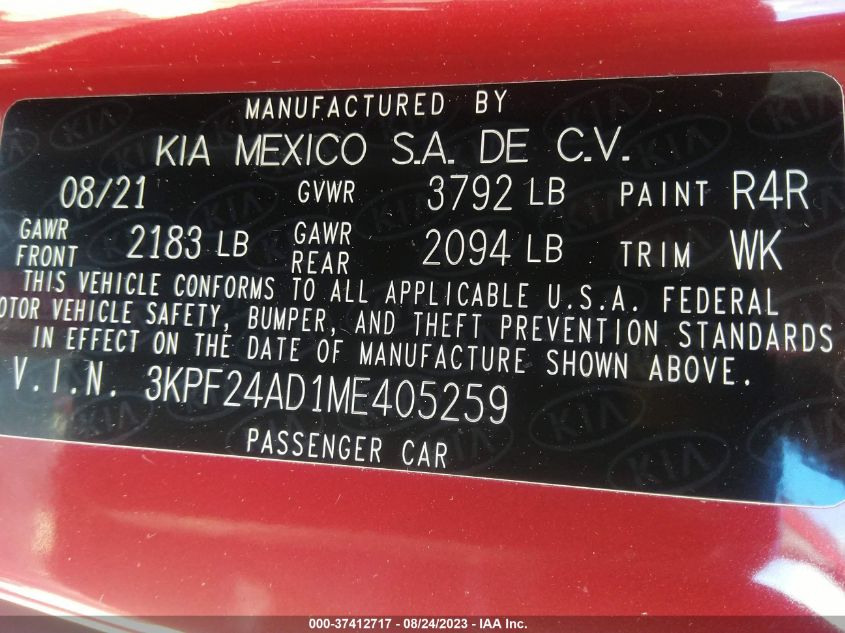 MANUFACTURED BY
KIA MEXICO S.A. DE C.V.
08/21 GVWR 3792 LB PAINT R4R
GAWR FRONT 2183 LB GAWR REAR 2094 LB TRIM WK
THIS VEHICLE CONFORMS TO ALL APPLICABLE U.S.A. FEDERAL
OTOR VEHICLE SAFETY, BUMPER, AND THEFT PREVENTION STANDARDS
IN EFFECT ON THE DATE OF MANUFACTURE SHOWN ABOVE.
V.I.N. 3KPF24AD1ME405259
PASSENGER CAR
000-37412717 - 08/24/2023 - IAA Inc.